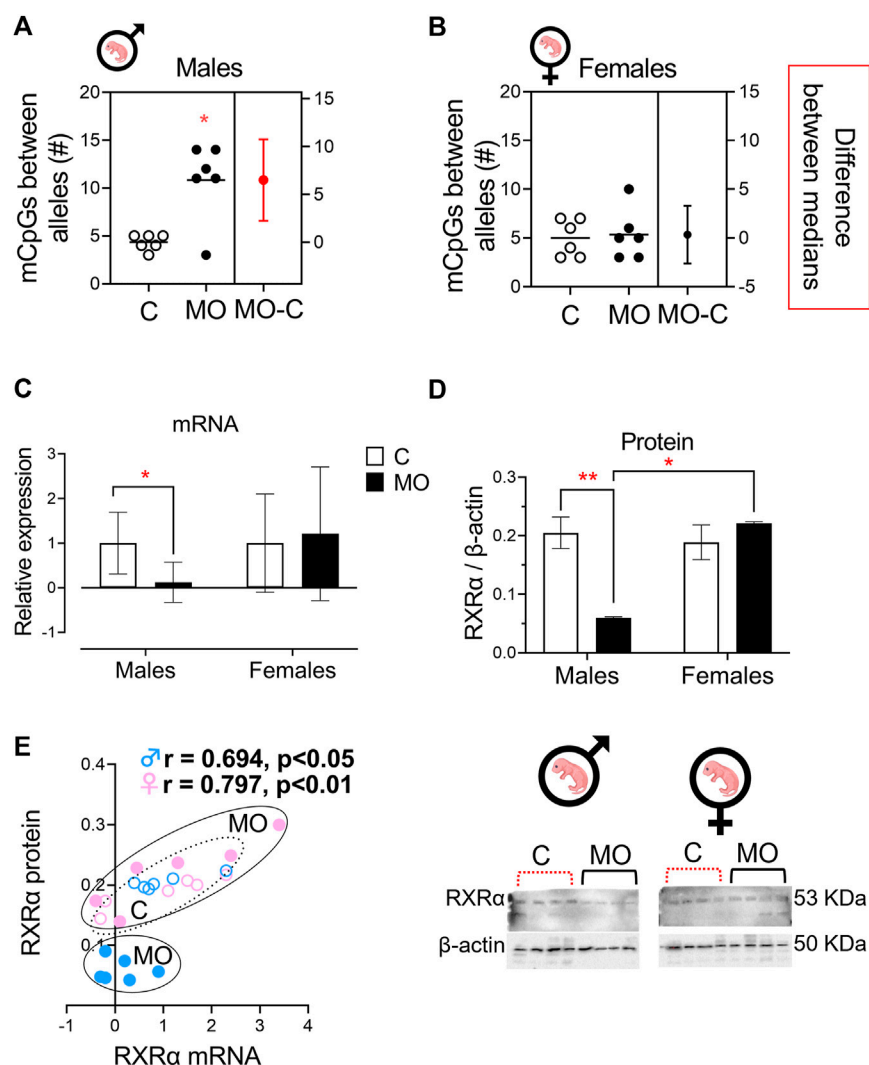 A
Males
mCpGs between
alleles (#)
20
15
10
5
0
*
15
10
5
0
C
MO
MO-C
B
Females
mCpGs between
alleles (#)
20
15
10
5
0
15
10
5
0
-5
C
MO
MO-C
Difference
between medians
C
mRNA
Relative expression
3
2
1
0
-1
*
C
MO
Males
Females
D
Protein
RXRα / β-actin
0.3
0.2
0.1
0.0
**
*
Males
Females
E
♂ r = 0.694, p<0.05
♀ r = 0.797, p<0.01
RXRα protein
0.4
0.3
0.2
0.1
MO
C
MO
-1
0
1
2
3
4
RXRα mRNA
C
MO
C
MO
RXRα
53 KDa
β-actin
50 KDa